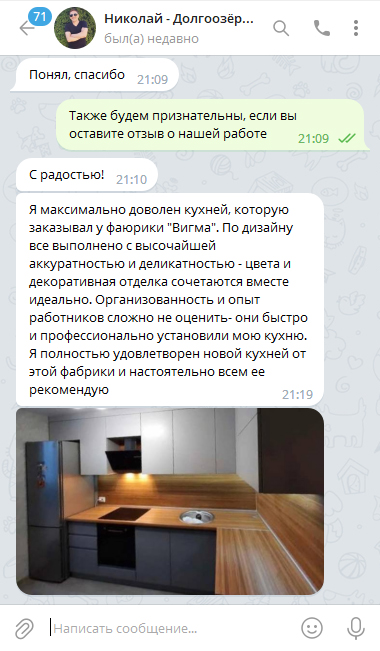 71
Николай - Долгоозёр...
был(а) недавно
Понял, спасибо
21:09
Также будем признательны, если вы
оставите отзыв о нашей работе
21:09
С радостью!
21:10
Я максимально доволен кухней, которую
заказывал у фаюрики "Вигма". По дизайну
все выполнено с высочайшей
аккуратностью и деликатностью - цвета и
декоративная отделка сочетаются вместе
идеально. Организованность и опыт
работников сложно не оценить- они быстро
и профессионально установили мою кухню.
Я полностью удовлетворен новой кухней от
этой фабрики и настоятельно всем ее
рекомендую
21:19
Написать сообщение...